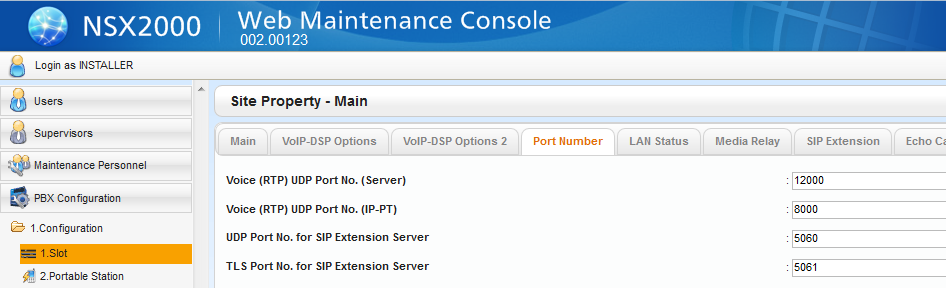 NSX2000
Web Maintenance Console
002.00123
Login as INSTALLER
Users
Supervisors
Maintenance Personnel
PBX Configuration
1.Configuration
1.Slot
2.Portable Station
Site Property - Main
Main VoIP-DSP Options VoIP-DSP Options 2 Port Number LAN Status Media Relay SIP Extension Echo Ca
Voice (RTP) UDP Port No. (Server) : 12000
Voice (RTP) UDP Port No. (IP-PT) : 8000
UDP Port No. for SIP Extension Server : 5060
TLS Port No. for SIP Extension Server : 5061